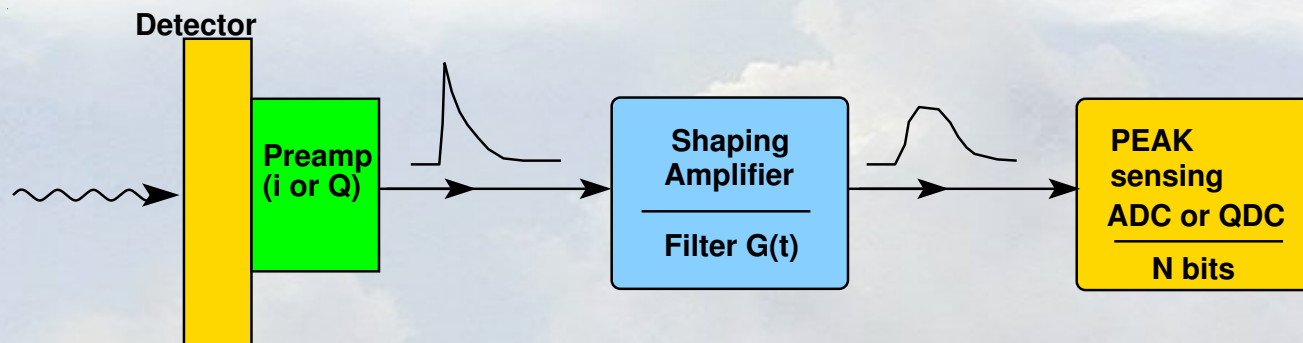 Detector
Preamp
(i or Q)
Shaping
Amplifier
Filter G(t)
PEAK
sensing
ADC or QDC
N bits